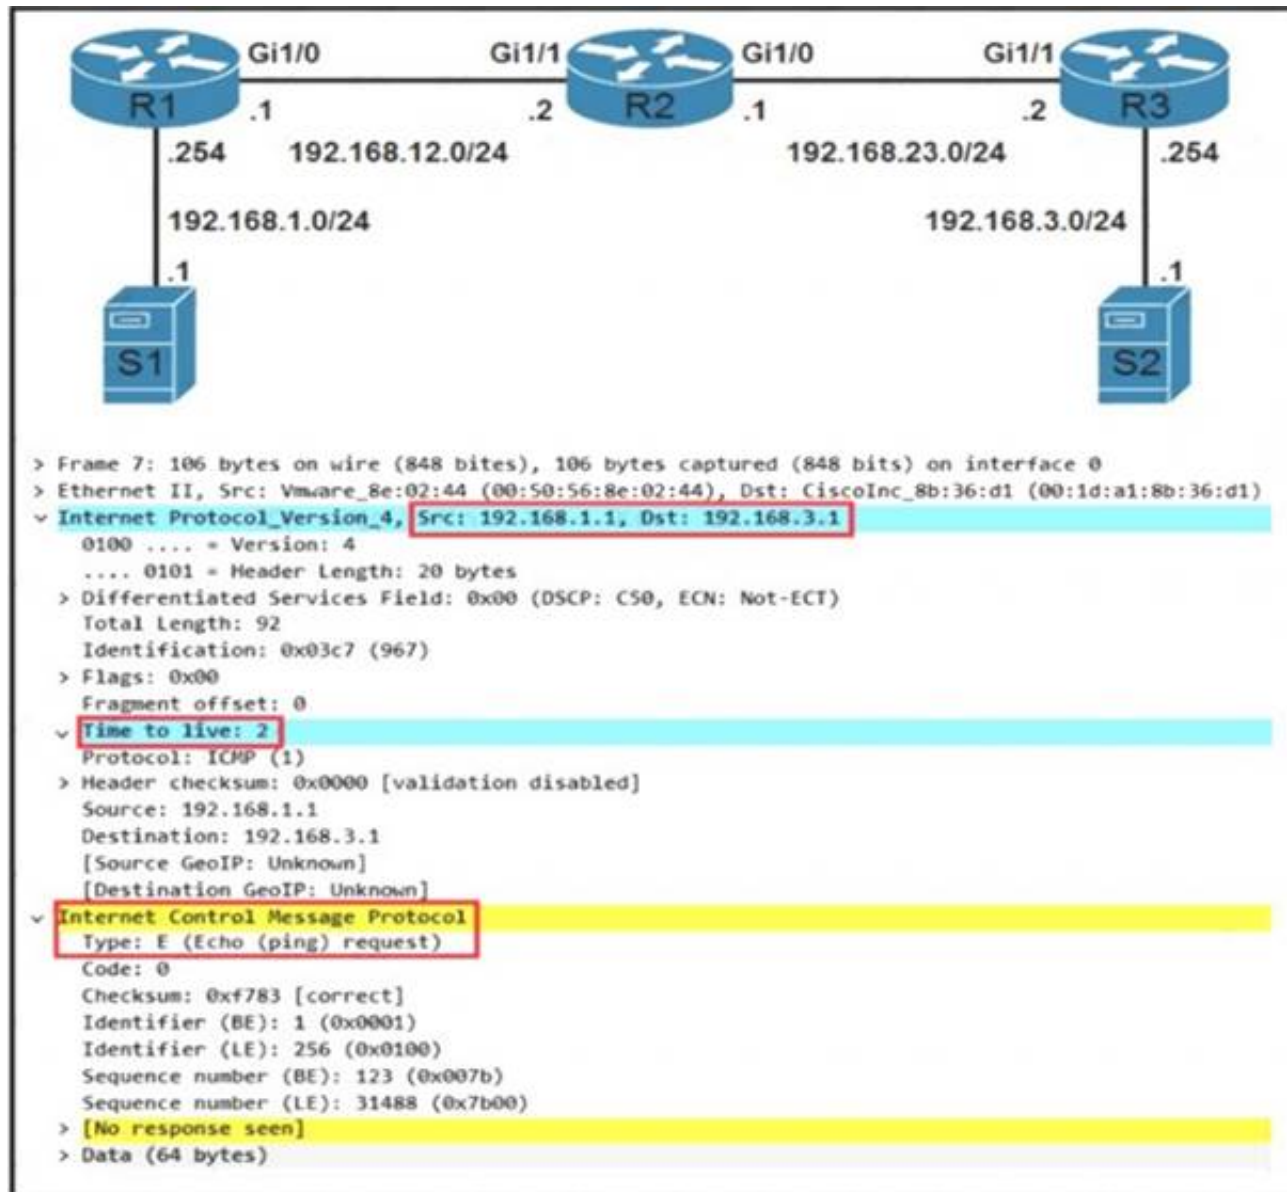 Gi1/0 Gi1/1 Gi1/0 Gi1/1
R1 R2 R3
.1 .2 .1 .2
.254 192.168.12.0/24 192.168.23.0/24 .254
192.168.1.0/24 192.168.3.0/24
.1 .1
S1 S2
> Frame 7: 106 bytes on wire (848 bites), 106 bytes captured (848 bits) on interface 0
> Ethernet II, Src: Vmware_8e:02:44 (00:50:56:8e:02:44), Dst: CiscoInc_8b:36:d1 (00:1d:a1:8b:36:d1)
Internet Protocol_Version_4, Src: 192.168.1.1, Dst: 192.168.3.1
0100 .... = Version: 4
.... 0101 = Header Length: 20 bytes
> Differentiated Services Field: 0x00 (DSCP: C50, ECN: Not-ECT)
Total Length: 92
Identification: 0x03c7 (967)
> Flags: 0x00
Fragment offset: 0
Time to live: 2
Protocol: ICMP (1)
> Header checksum: 0x0000 [validation disabled]
Source: 192.168.1.1
Destination: 192.168.3.1
[Source GeoIP: Unknown]
[Destination GeoIP: Unknown]
Internet Control Message Protocol
Type: E (Echo (ping) request)
Code: 0
Checksum: 0xf783 [correct]
Identifier (BE): 1 (0x0001)
Identifier (LE): 256 (0x0100)
Sequence number (BE): 123 (0x007b)
Sequence number (LE): 31488 (0x7b00)
> [No response seen]
> Data (64 bytes)